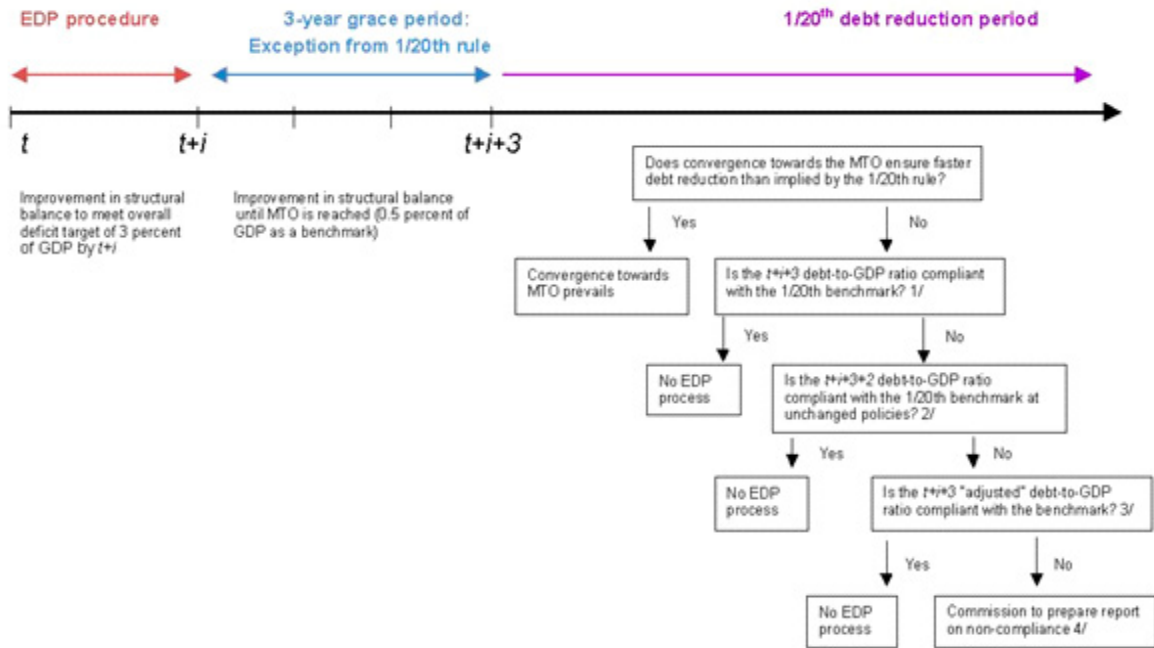 EDP procedure
3-year grace period:
Exception from 1/20th rule
1/20th debt reduction period
t
t+i
t+i+3
Improvement in structural
balance to meet overall
deficit target of 3 percent
of GDP by t+i
Improvement in structural balance
until MTO is reached (0.5 percent of
GDP as a benchmark)
Does convergence towards the MTO ensure faster
debt reduction than implied by the 1/20th rule?
Yes
No
Convergence towards
MTO prevails
Is the t+i+3 debt-to-GDP ratio compliant
with the 1/20th benchmark? 1/
Yes
No
No EDP
process
Is the t+i+3+2 debt-to-GDP ratio
compliant with the 1/20th benchmark at
unchanged policies? 2/
Yes
No
No EDP
process
Is the t+i+3 "adjusted" debt-to-GDP
ratio compliant with the benchmark? 3/
Yes
No
No EDP
process
Commission to prepare report
on non-compliance 4/